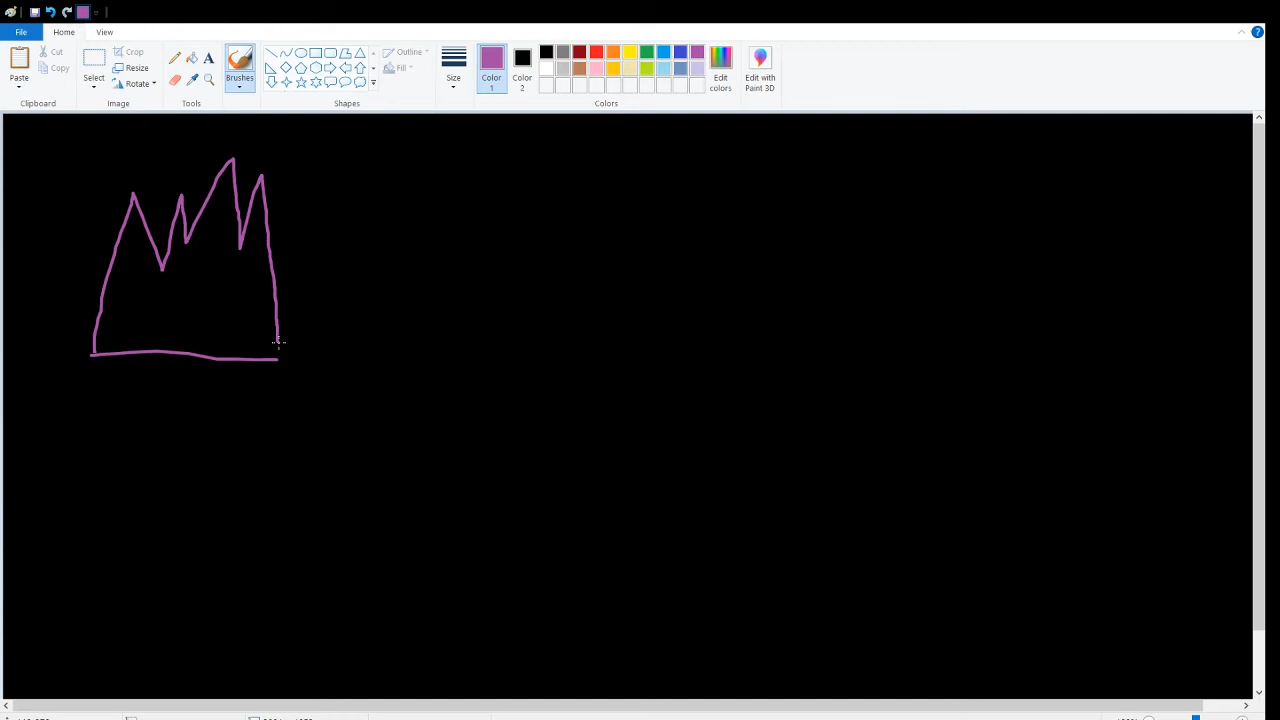 File Home View
Paste
Cut
Copy
Clipboard
Select
Crop
Resize
Rotate
Image
A
Tools
Brushes
Outline
Fill
Shapes
Size
Color 1
Color 2
Edit colors
Colors
Edit with Paint 3D